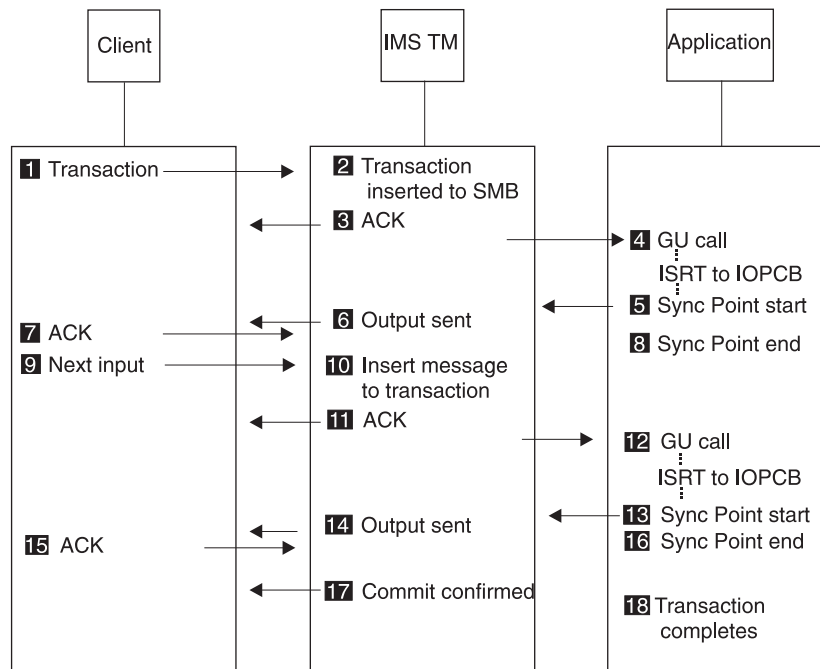 Client
IMS TM
Application
1 Transaction
2 Transaction
inserted to SMB
3 ACK
4 GU call
ISRT to IOPCB
5 Sync Point start
6 Output sent
7 ACK
8 Sync Point end
9 Next input
10 Insert message
to transaction
11 ACK
12 GU call
ISRT to IOPCB
13 Sync Point start
14 Output sent
15 ACK
16 Sync Point end
17 Commit confirmed
18 Transaction
completes